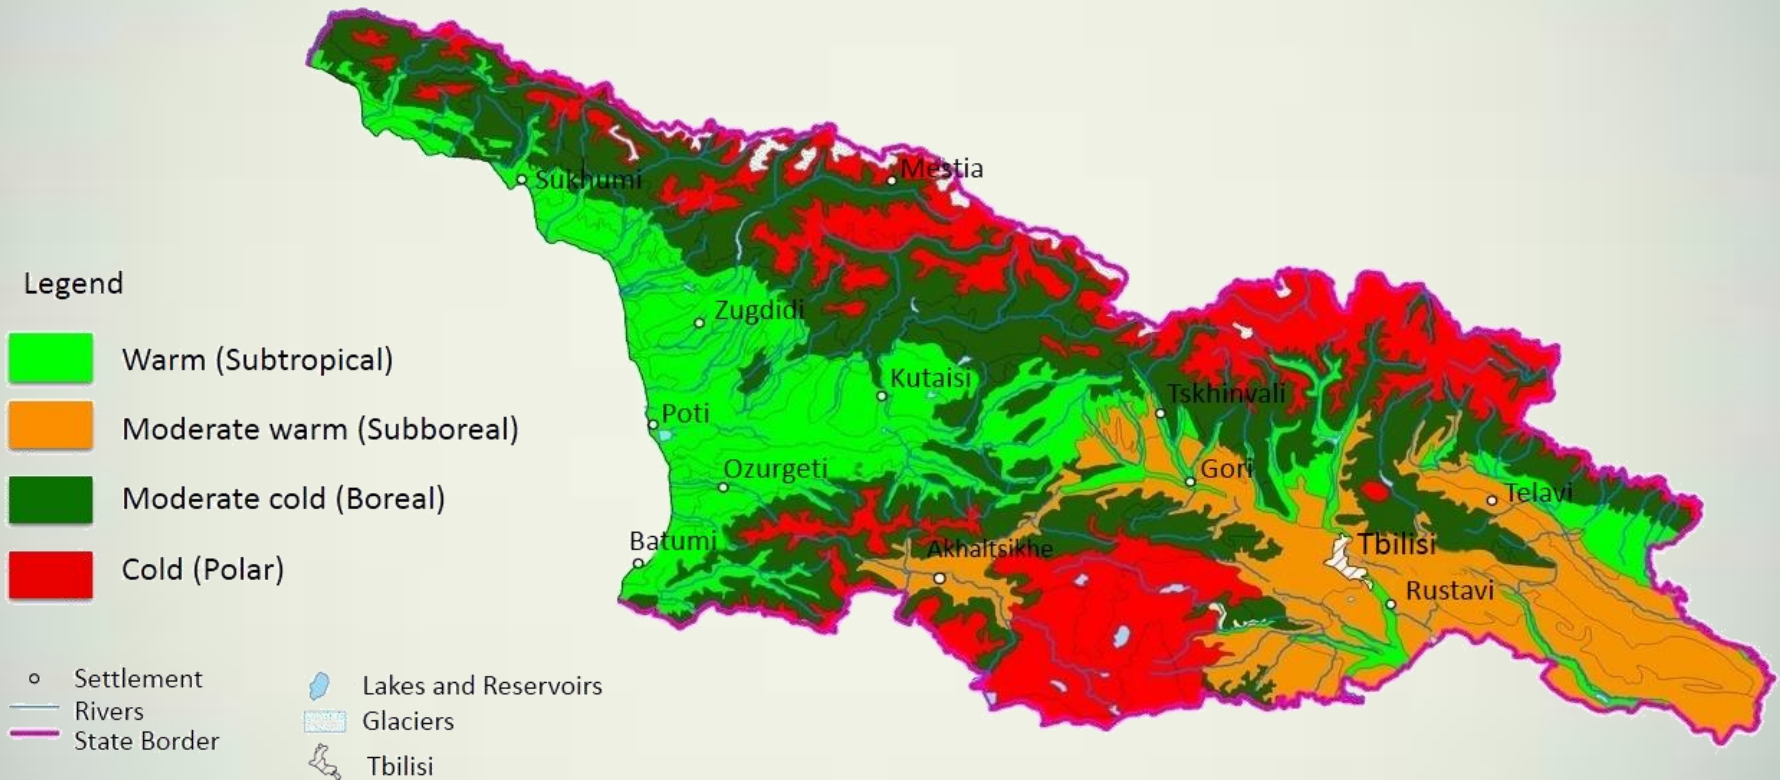 Mestia
Sukhumi
Legend
Zugdidi
Warm (Subtropical)
Kutaisi
Tskhinvali
Poti
Moderate warm (Subboreal)
Ozurgeti
Gori
Moderate cold (Boreal)
Telavi
Batumi
Akhaltsikhe
Tbilisi
Cold (Polar)
Rustavi
Settlement
Rivers
State Border
Lakes and Reservoirs
Glaciers
Tbilisi